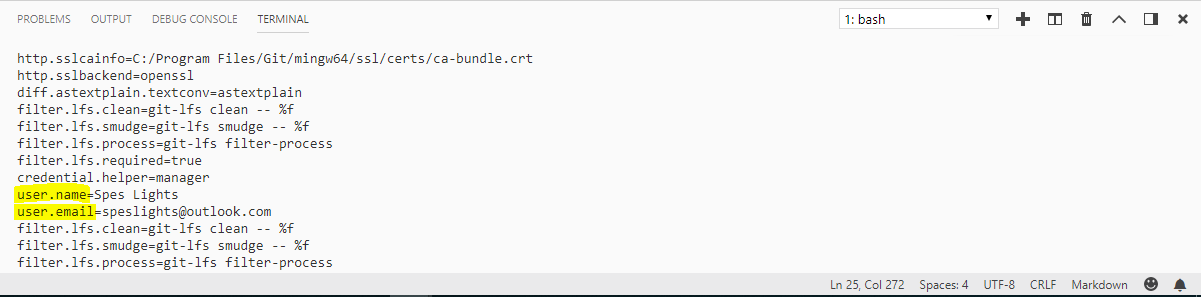 PROBLEMS OUTPUT DEBUG CONSOLE TERMINAL 1: bash
http.sslcainfo=C:/Program Files/Git/mingw64/ssl/certs/ca-bundle.crt
http.sslbackend=openssl
diff.astextplain.textconv=astextplain
filter.lfs.clean=git-lfs clean -- %f
filter.lfs.smudge=git-lfs smudge -- %f
filter.lfs.process=git-lfs filter-process
filter.lfs.required=true
credential.helper=manager
user.name=Spes Lights
user.email=speslights@outlook.com
filter.lfs.clean=git-lfs clean -- %f
filter.lfs.smudge=git-lfs smudge -- %f
filter.lfs.process=git-lfs filter-process
Ln 25, Col 272 Spaces: 4 UTF-8 CRLF Markdown